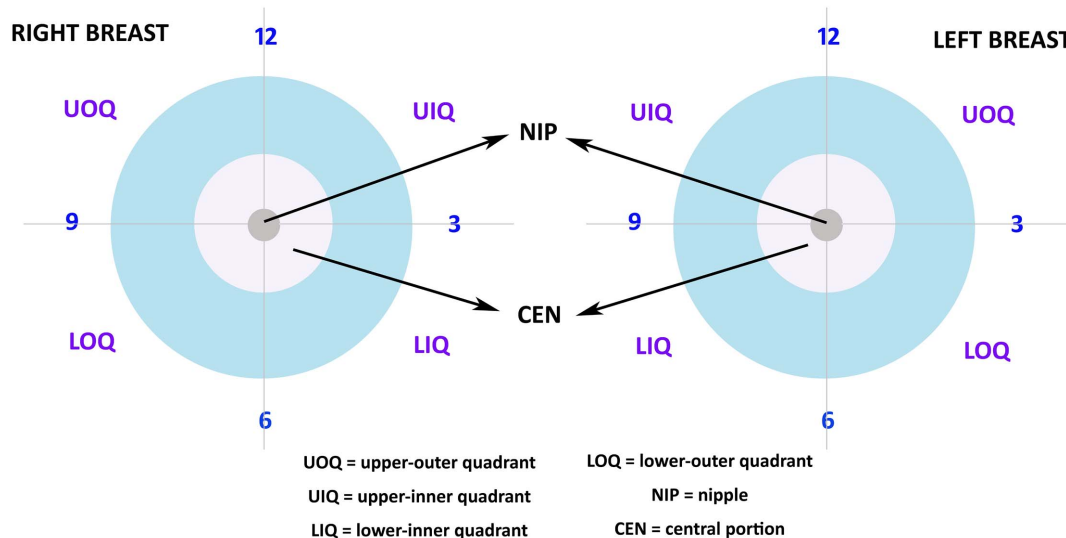 RIGHT BREAST
12
12
LEFT BREAST
UOQ
UIQ
UIQ
UOQ
NIP
9
3
9
3
CEN
LOQ
LIQ
LIQ
LOQ
6
6
UOQ = upper-outer quadrant
LOQ = lower-outer quadrant
UIQ = upper-inner quadrant
NIP = nipple
LIQ = lower-inner quadrant
CEN = central portion